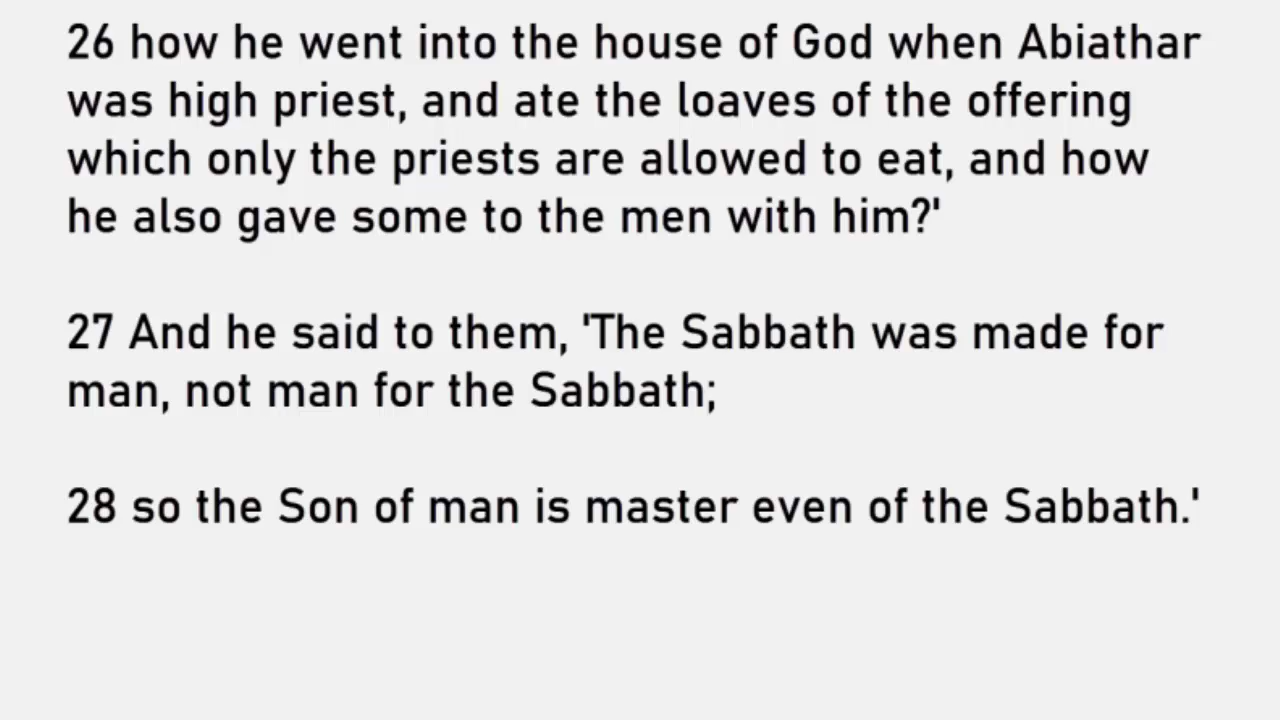 26 how he went into the house of God when Abiathar
was high priest, and ate the loaves of the offering
which only the priests are allowed to eat, and how
he also gave some to the men with him?'
27 And he said to them, 'The Sabbath was made for
man, not man for the Sabbath;
28 so the Son of man is master even of the Sabbath.'